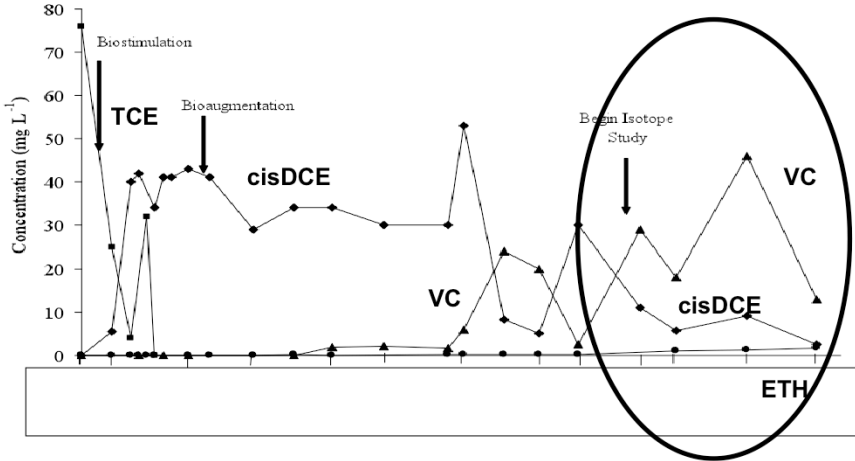 80
70
60
50
40
30
20
10
0
Concentration (mg L⁻¹)
Biostimulation
TCE
Bioaugmentation
cisDCE
Begin Isotope
Study
VC
VC
cisDCE
ETH